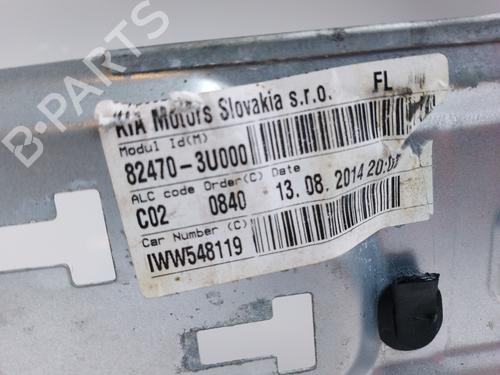 KIA Motors Slovakia s.r.o.
FL
Modul Id(M)
82470-3U000
ALC code Order(C) Date
C02 0840 13.08.2014
Car Number (C)
IWW548119
B-PARTS